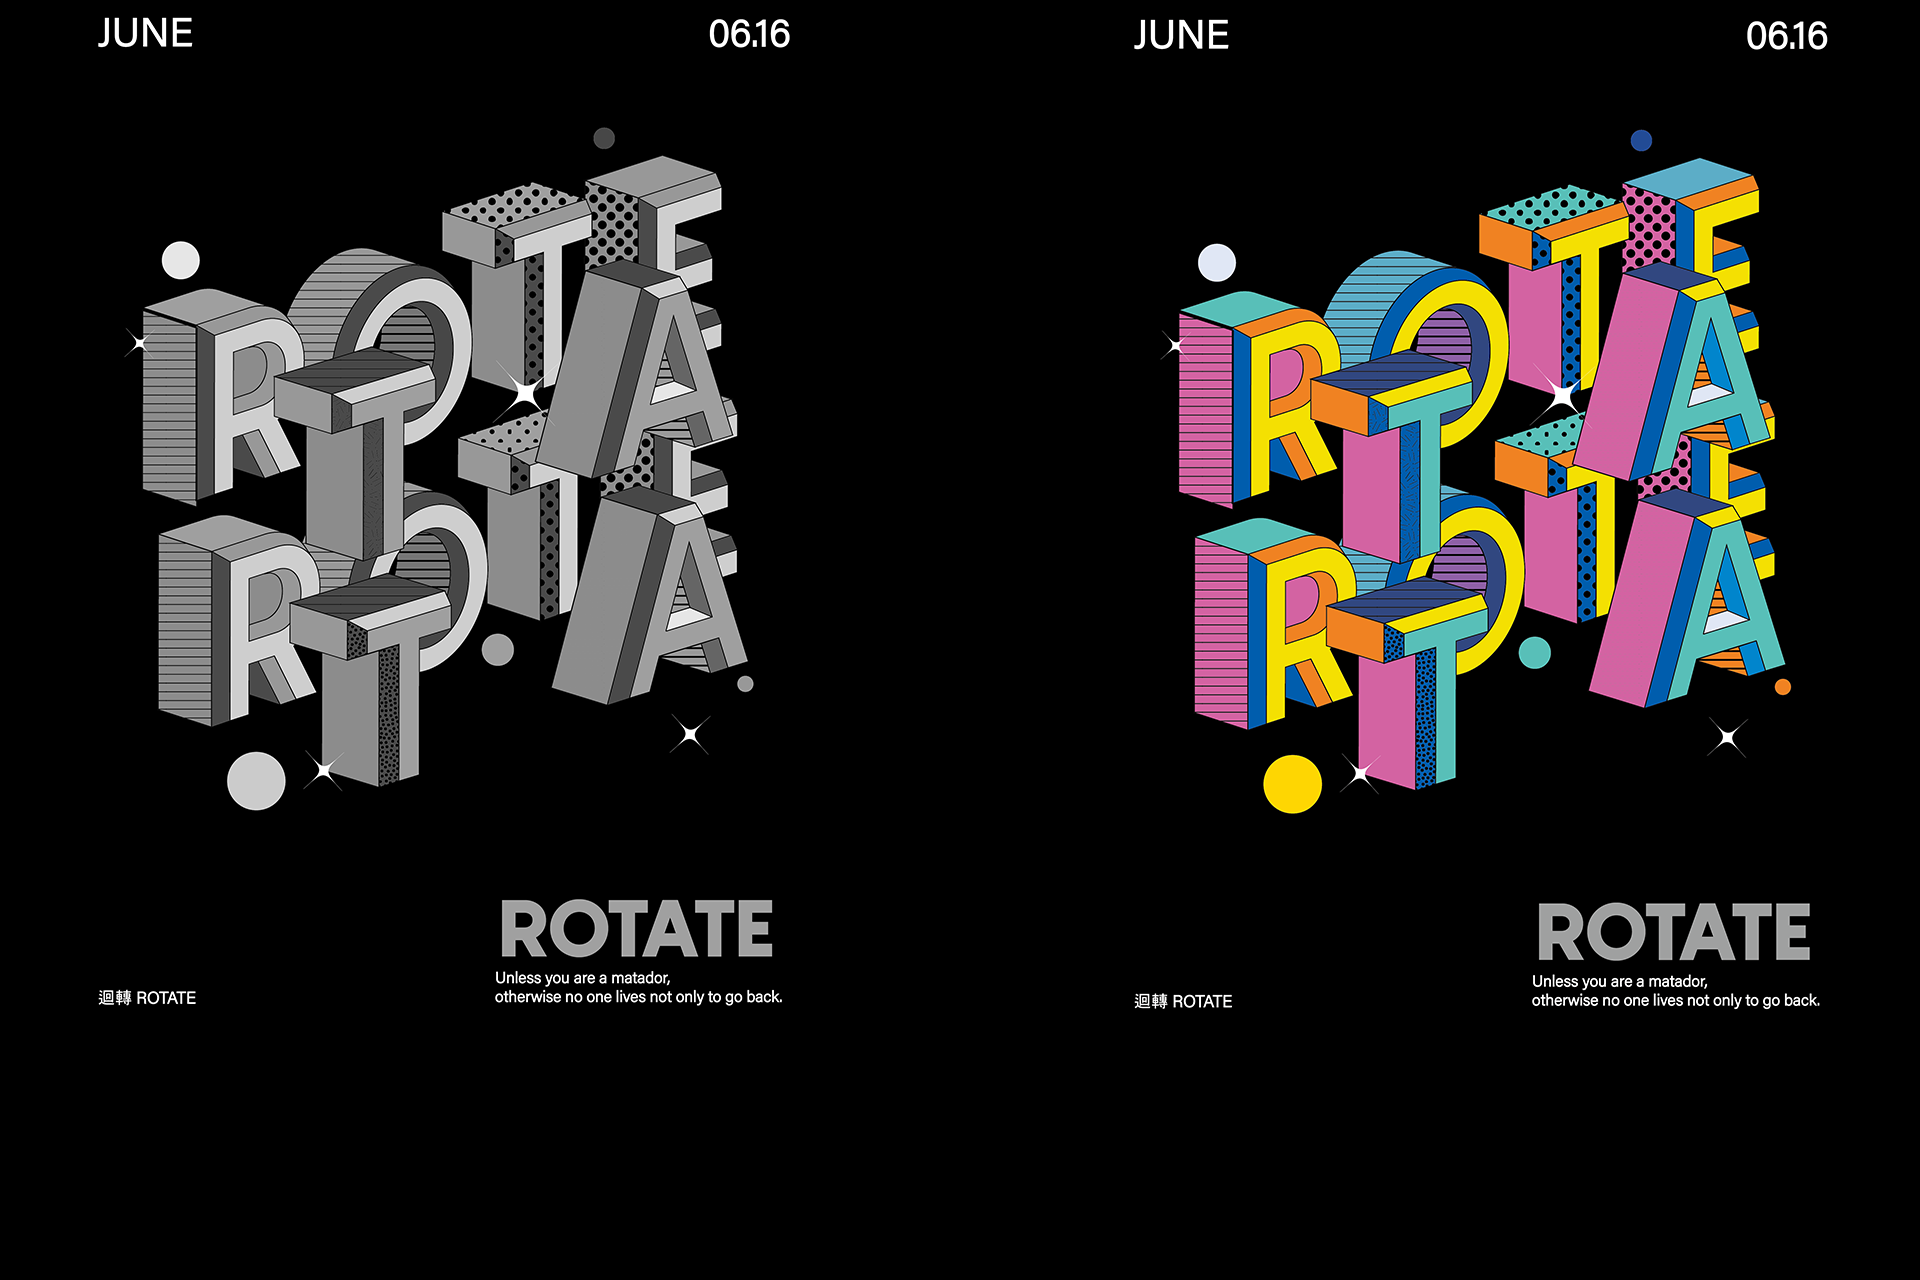 JUNE 06.16
ROTATE
ROTATE
ROTATE
Unless you are a matador,
otherwise no one lives not only to go back.
迴轉 ROTATE
JUNE 06.16
ROTATE
ROTATE
ROTATE
Unless you are a matador,
otherwise no one lives not only to go back.
迴轉 ROTATE